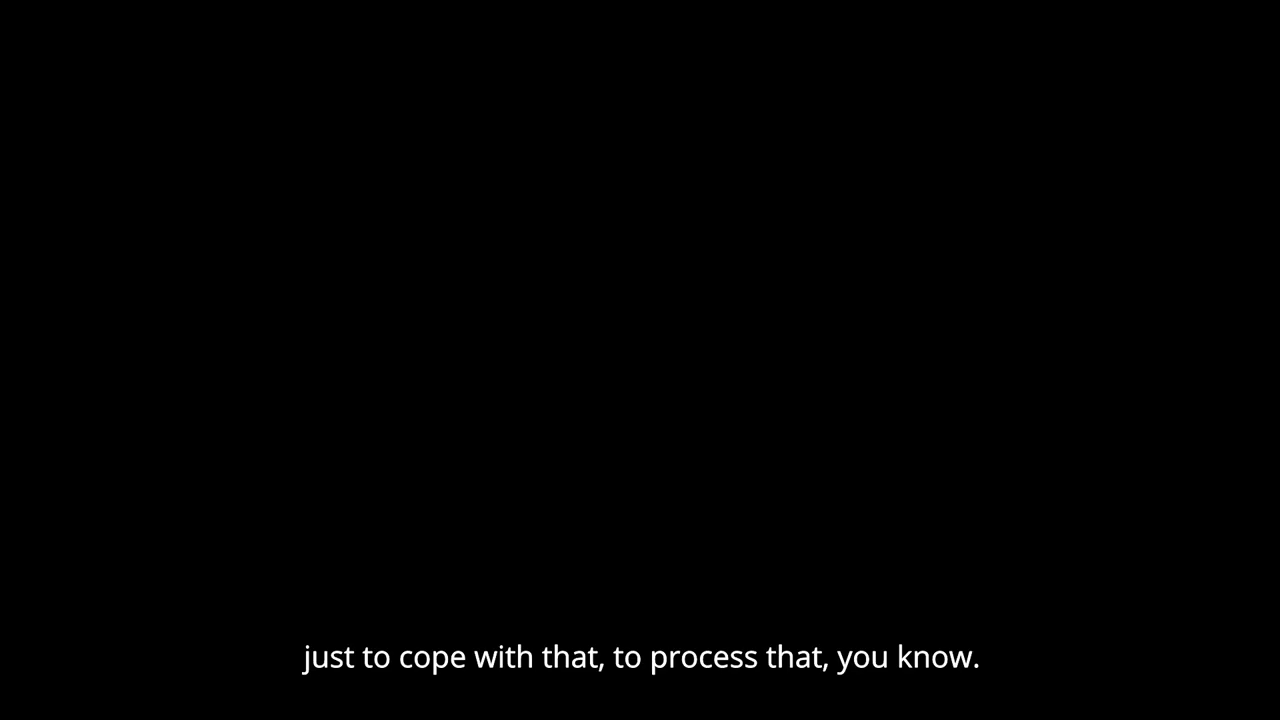 just to cope with that, to process that, you know.